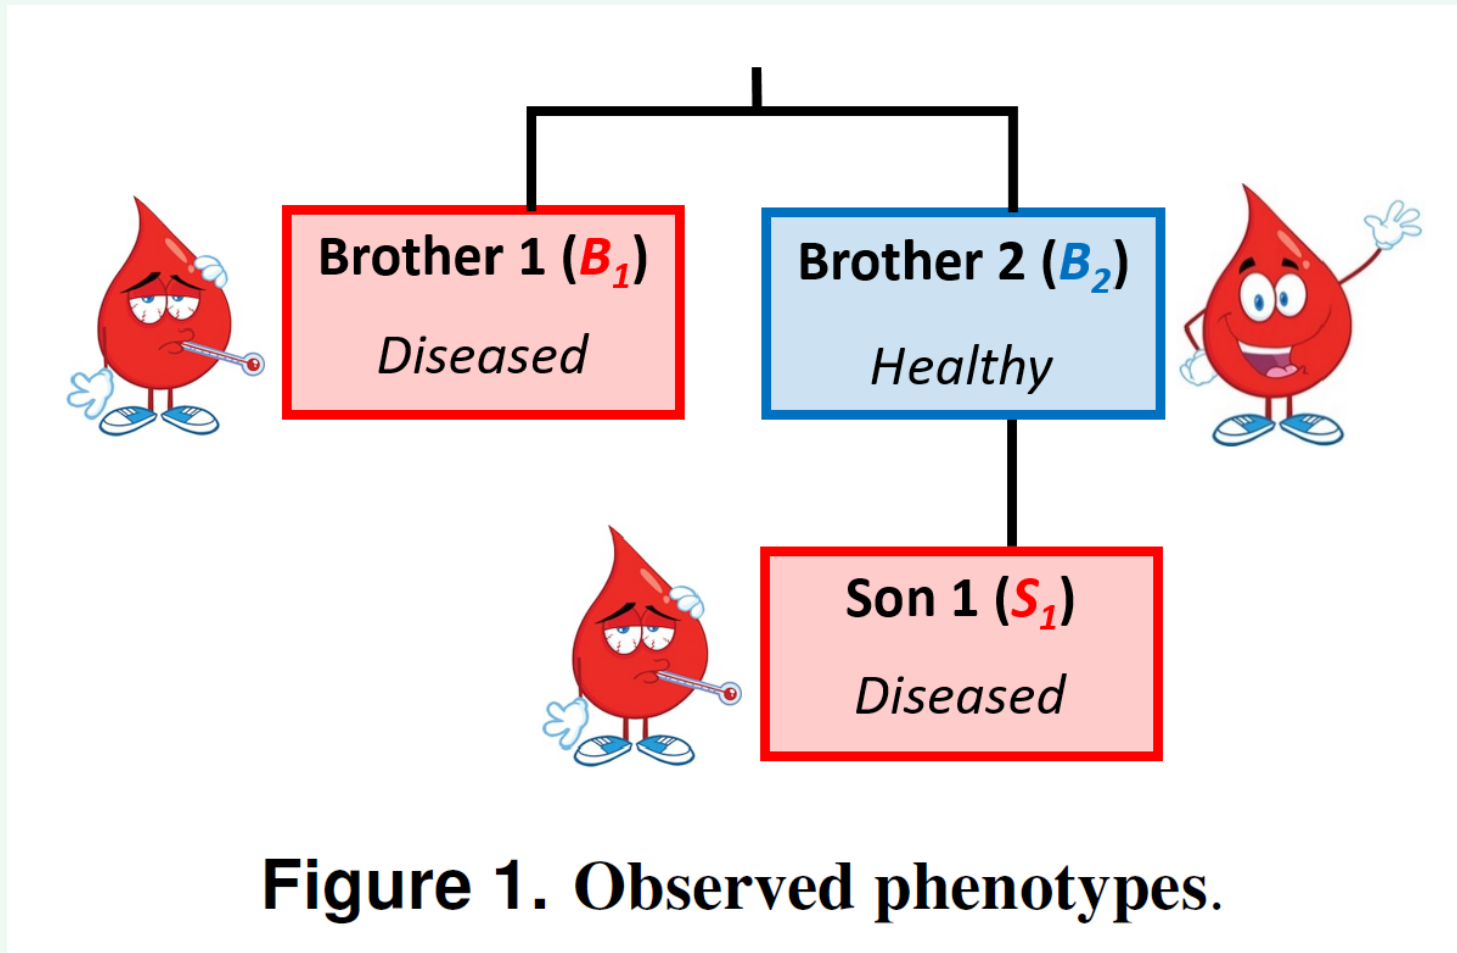 Brother 1 (B1)
Diseased
Brother 2 (B2)
Healthy
Son 1 (S1)
Diseased
Figure 1. Observed phenotypes.